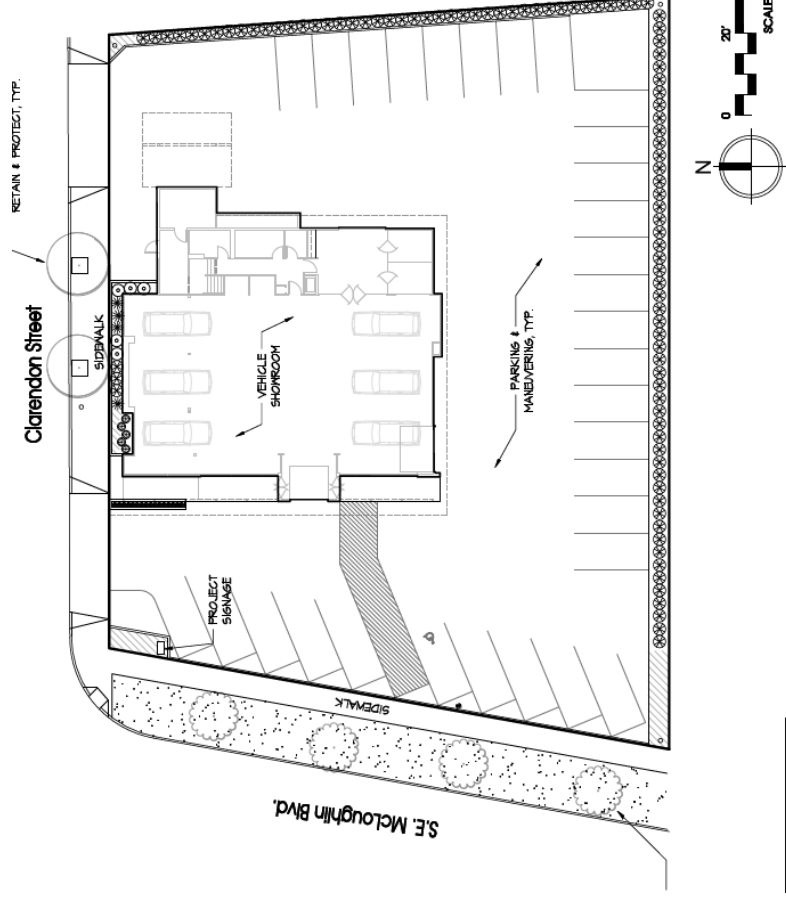 RETAIN & PROTECT, TYP.
Clarendon Street
SIDEWALK
VEHICLE
SHOWROOM
PARKING &
MANEUVERING, TYP.
PROJECT
SIGNAGE
SIDEWALK
S.E. McLoughlin Blvd.
N
0
20'
SCALE